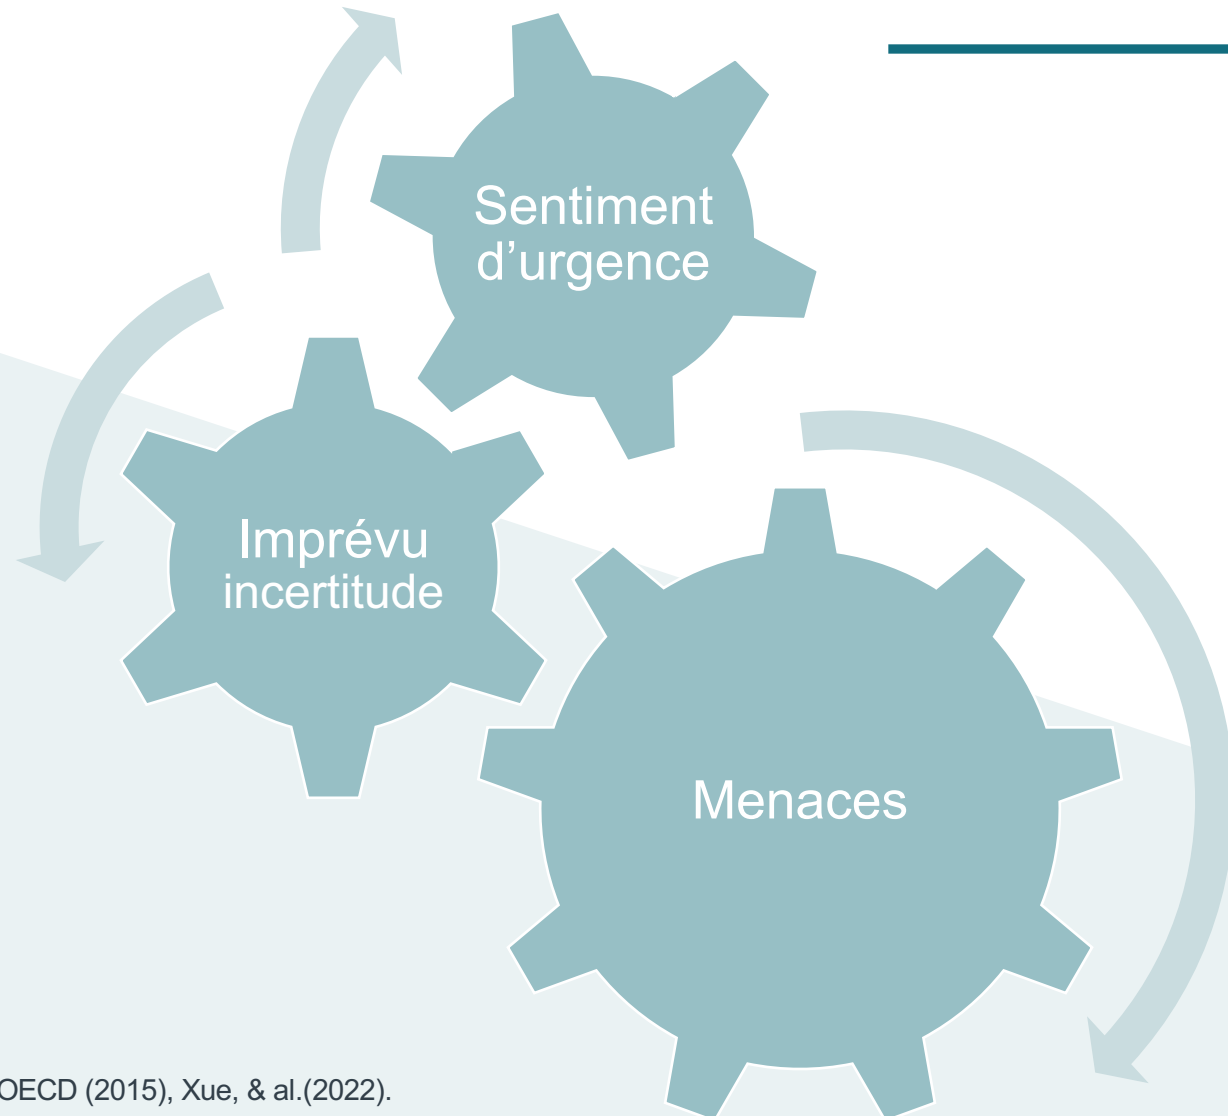 Sentiment
d’urgence
Imprévu
incertitude
Menaces
OECD (2015), Xue, & al.(2022).